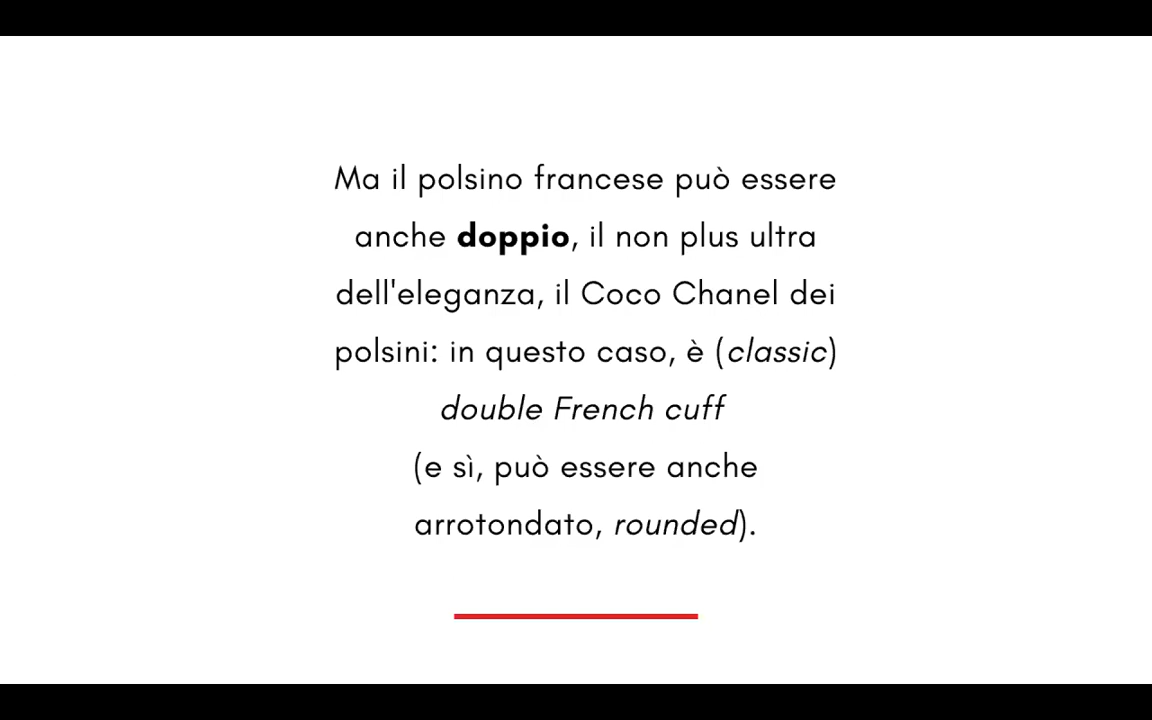 Ma il polsino francese può essere
anche doppio, il non plus ultra
dell'eleganza, il Coco Chanel dei
polsini: in questo caso, è (classic)
double French cuff
(e sì, può essere anche
arrotondato, rounded).